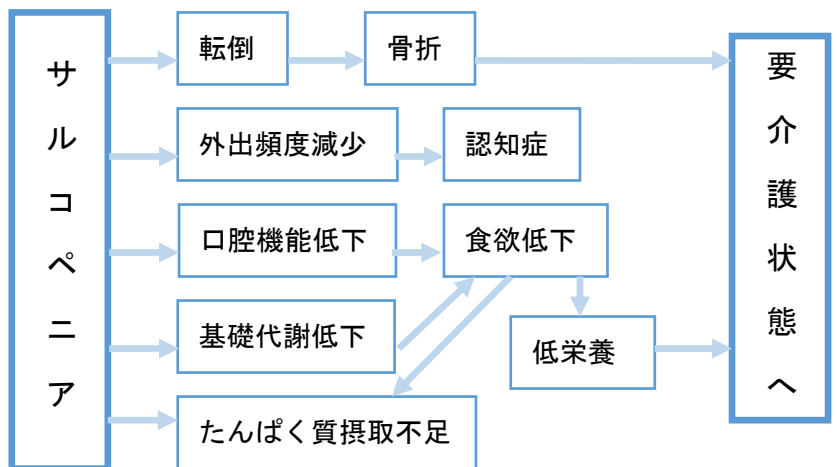 サルコペニア
転倒
骨折
外出頻度減少
認知症
口腔機能低下
食欲低下
基礎代謝低下
低栄養
たんぱく質摂取不足
要介護状態へ